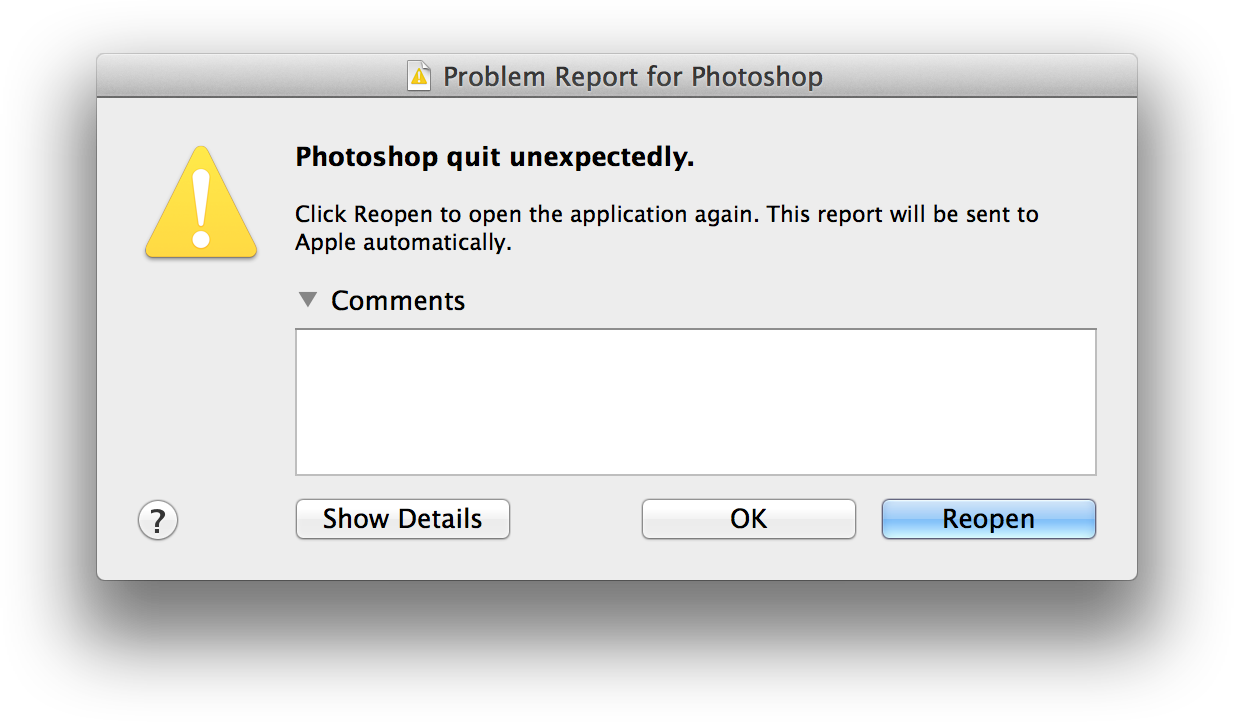 Problem Report for Photoshop
Photoshop quit unexpectedly.
Click Reopen to open the application again. This report will be sent to
Apple automatically.
Comments
?
Show Details
OK
Reopen